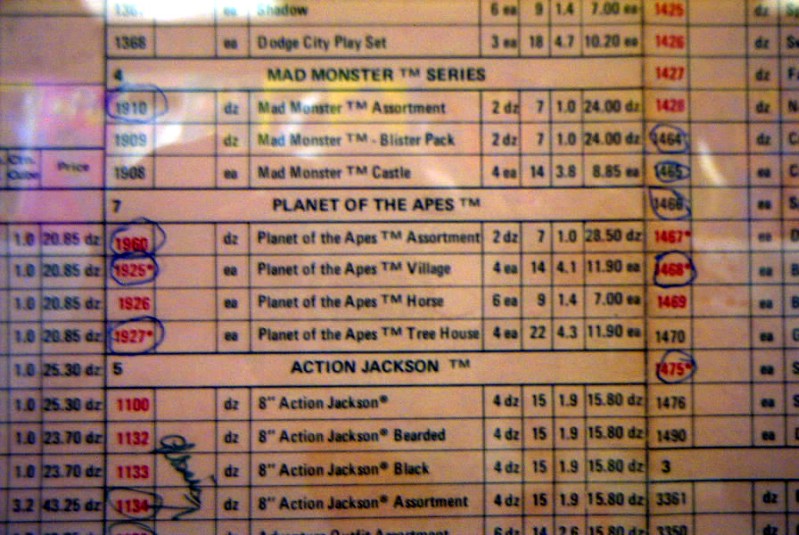 Shadow 6 ea 9 1.4 7.00 ea 1425 dz
1368 ea Dodge City Play Set 3 ea 18 4.7 10.20 ea 1426 dz
4 MAD MONSTER ™ SERIES 1427 dz
1910 dz Mad Monster ™ Assortment 2 dz 7 1.0 24.00 dz 1428 dz
1909 dz Mad Monster ™ - Blister Pack 2 dz 7 1.0 24.00 dz 1464 dz
Price 1908 ea Mad Monster ™ Castle 4 ea 14 3.8 8.85 ea 1465 ea
7 PLANET OF THE APES ™ 1466 ea
1.0 20.85 dz 1960 dz Planet of the Apes ™ Assortment 2 dz 7 1.0 28.50 dz 1467* ea
1.0 20.85 dz 1925* ea Planet of the Apes ™ Village 4 ea 14 4.1 11.90 ea 1468* ea
1.0 20.85 dz 1926 ea Planet of the Apes ™ Horse 6 ea 9 1.4 7.00 ea 1469 ea
1.0 20.85 dz 1927* ea Planet of the Apes ™ Tree House 4 ea 22 4.3 11.90 ea 1470 ea
1.0 25.30 dz 5 ACTION JACKSON ™ 1475* ea
1.0 25.30 dz 1100 dz 8" Action Jackson® 4 dz 15 1.9 15.80 dz 1476 ea
1.0 23.70 dz 1132 dz 8" Action Jackson® Bearded 4 dz 15 1.9 15.80 dz 1490 ea
1.0 23.70 dz 1133 dz 8" Action Jackson® Black 4 dz 15 1.9 15.80 dz 3
3.2 43.25 dz 1134 dz 8" Action Jackson® Assortment 4 dz 15 1.9 15.80 dz 3361 dz
Adventure Outfit Assortment 6 dz 14 2.6 15.80 dz 3350 dz